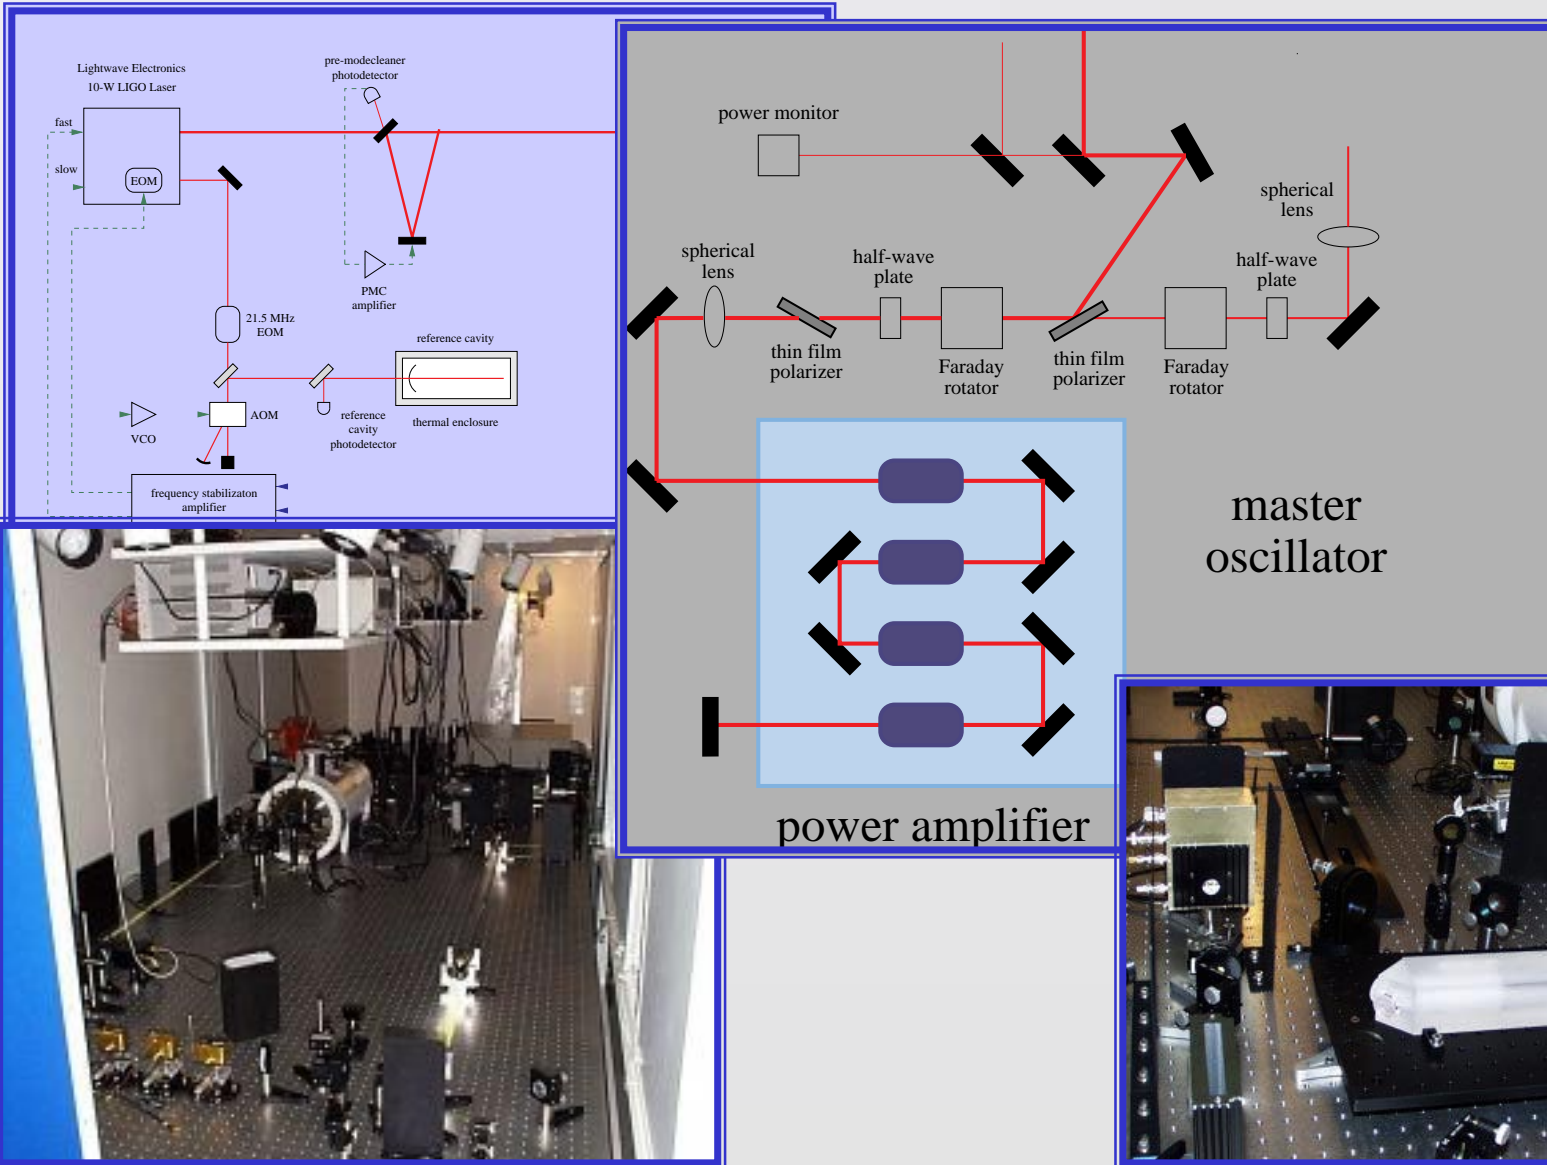 Lightwave Electronics
10-W LIGO Laser
fast
slow
EOM
pre-modecleaner
photodetector
PMC
amplifier
21.5 MHz
EOM
reference cavity
AOM
VCO
reference
cavity
photodetector
thermal enclosure
frequency stabilizaton
amplifier
power monitor
spherical
lens
half-wave
plate
spherical
lens
half-wave
plate
thin film
polarizer
Faraday
rotator
thin film
polarizer
Faraday
rotator
master
oscillator
power amplifier